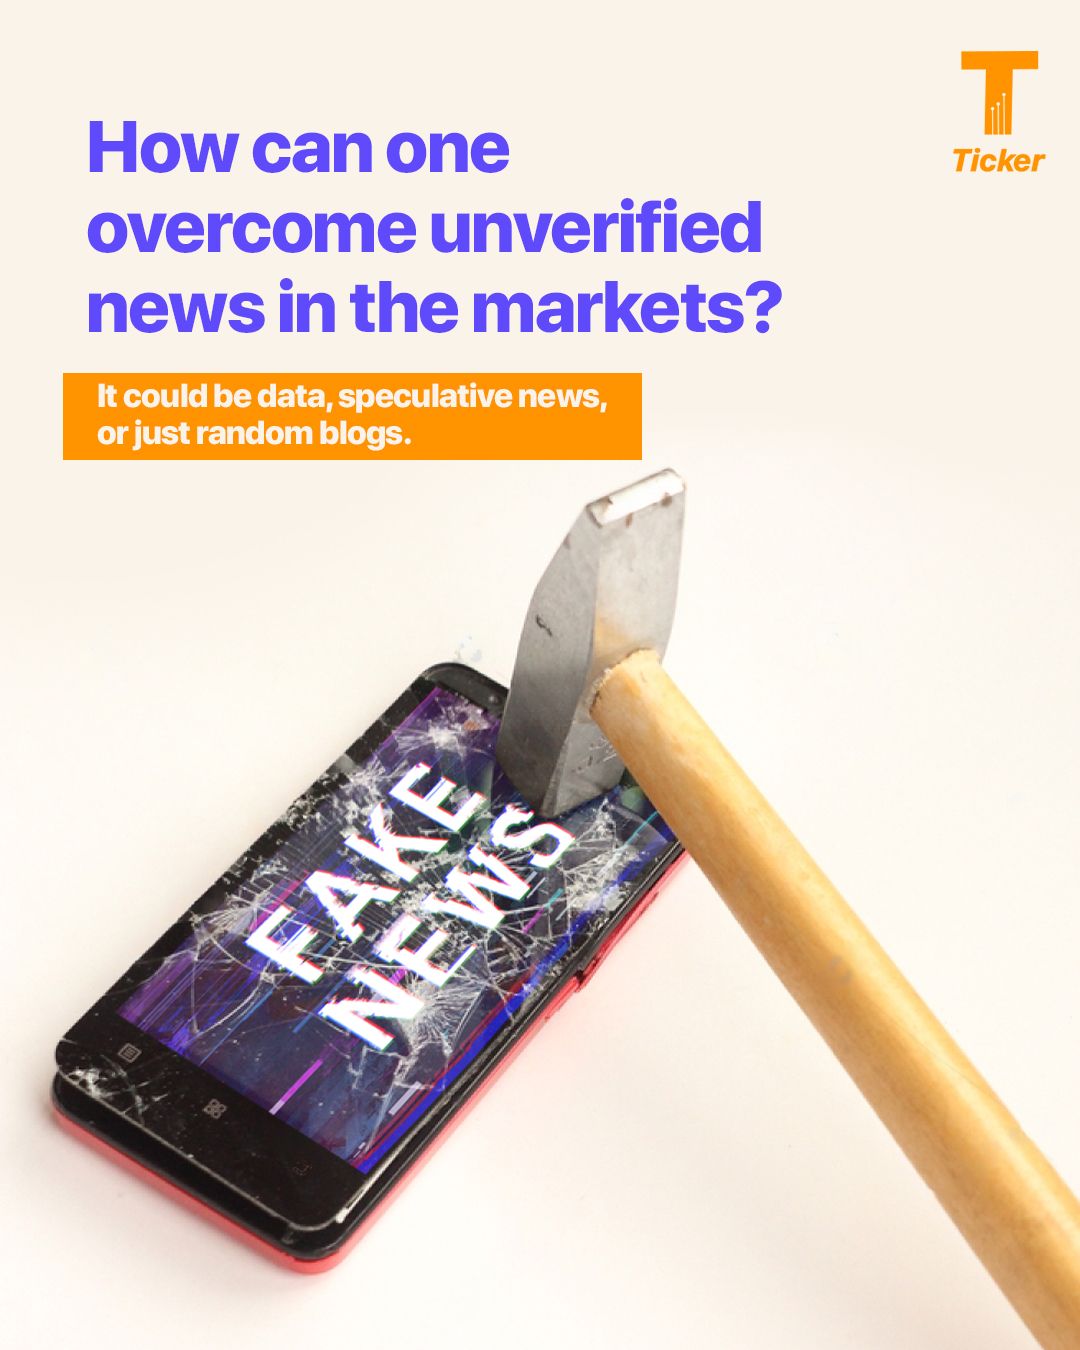 Ticker
How can one
overcome unverified
news in the markets?
It could be data, speculative news,
or just random blogs.
FAKE
NEWS